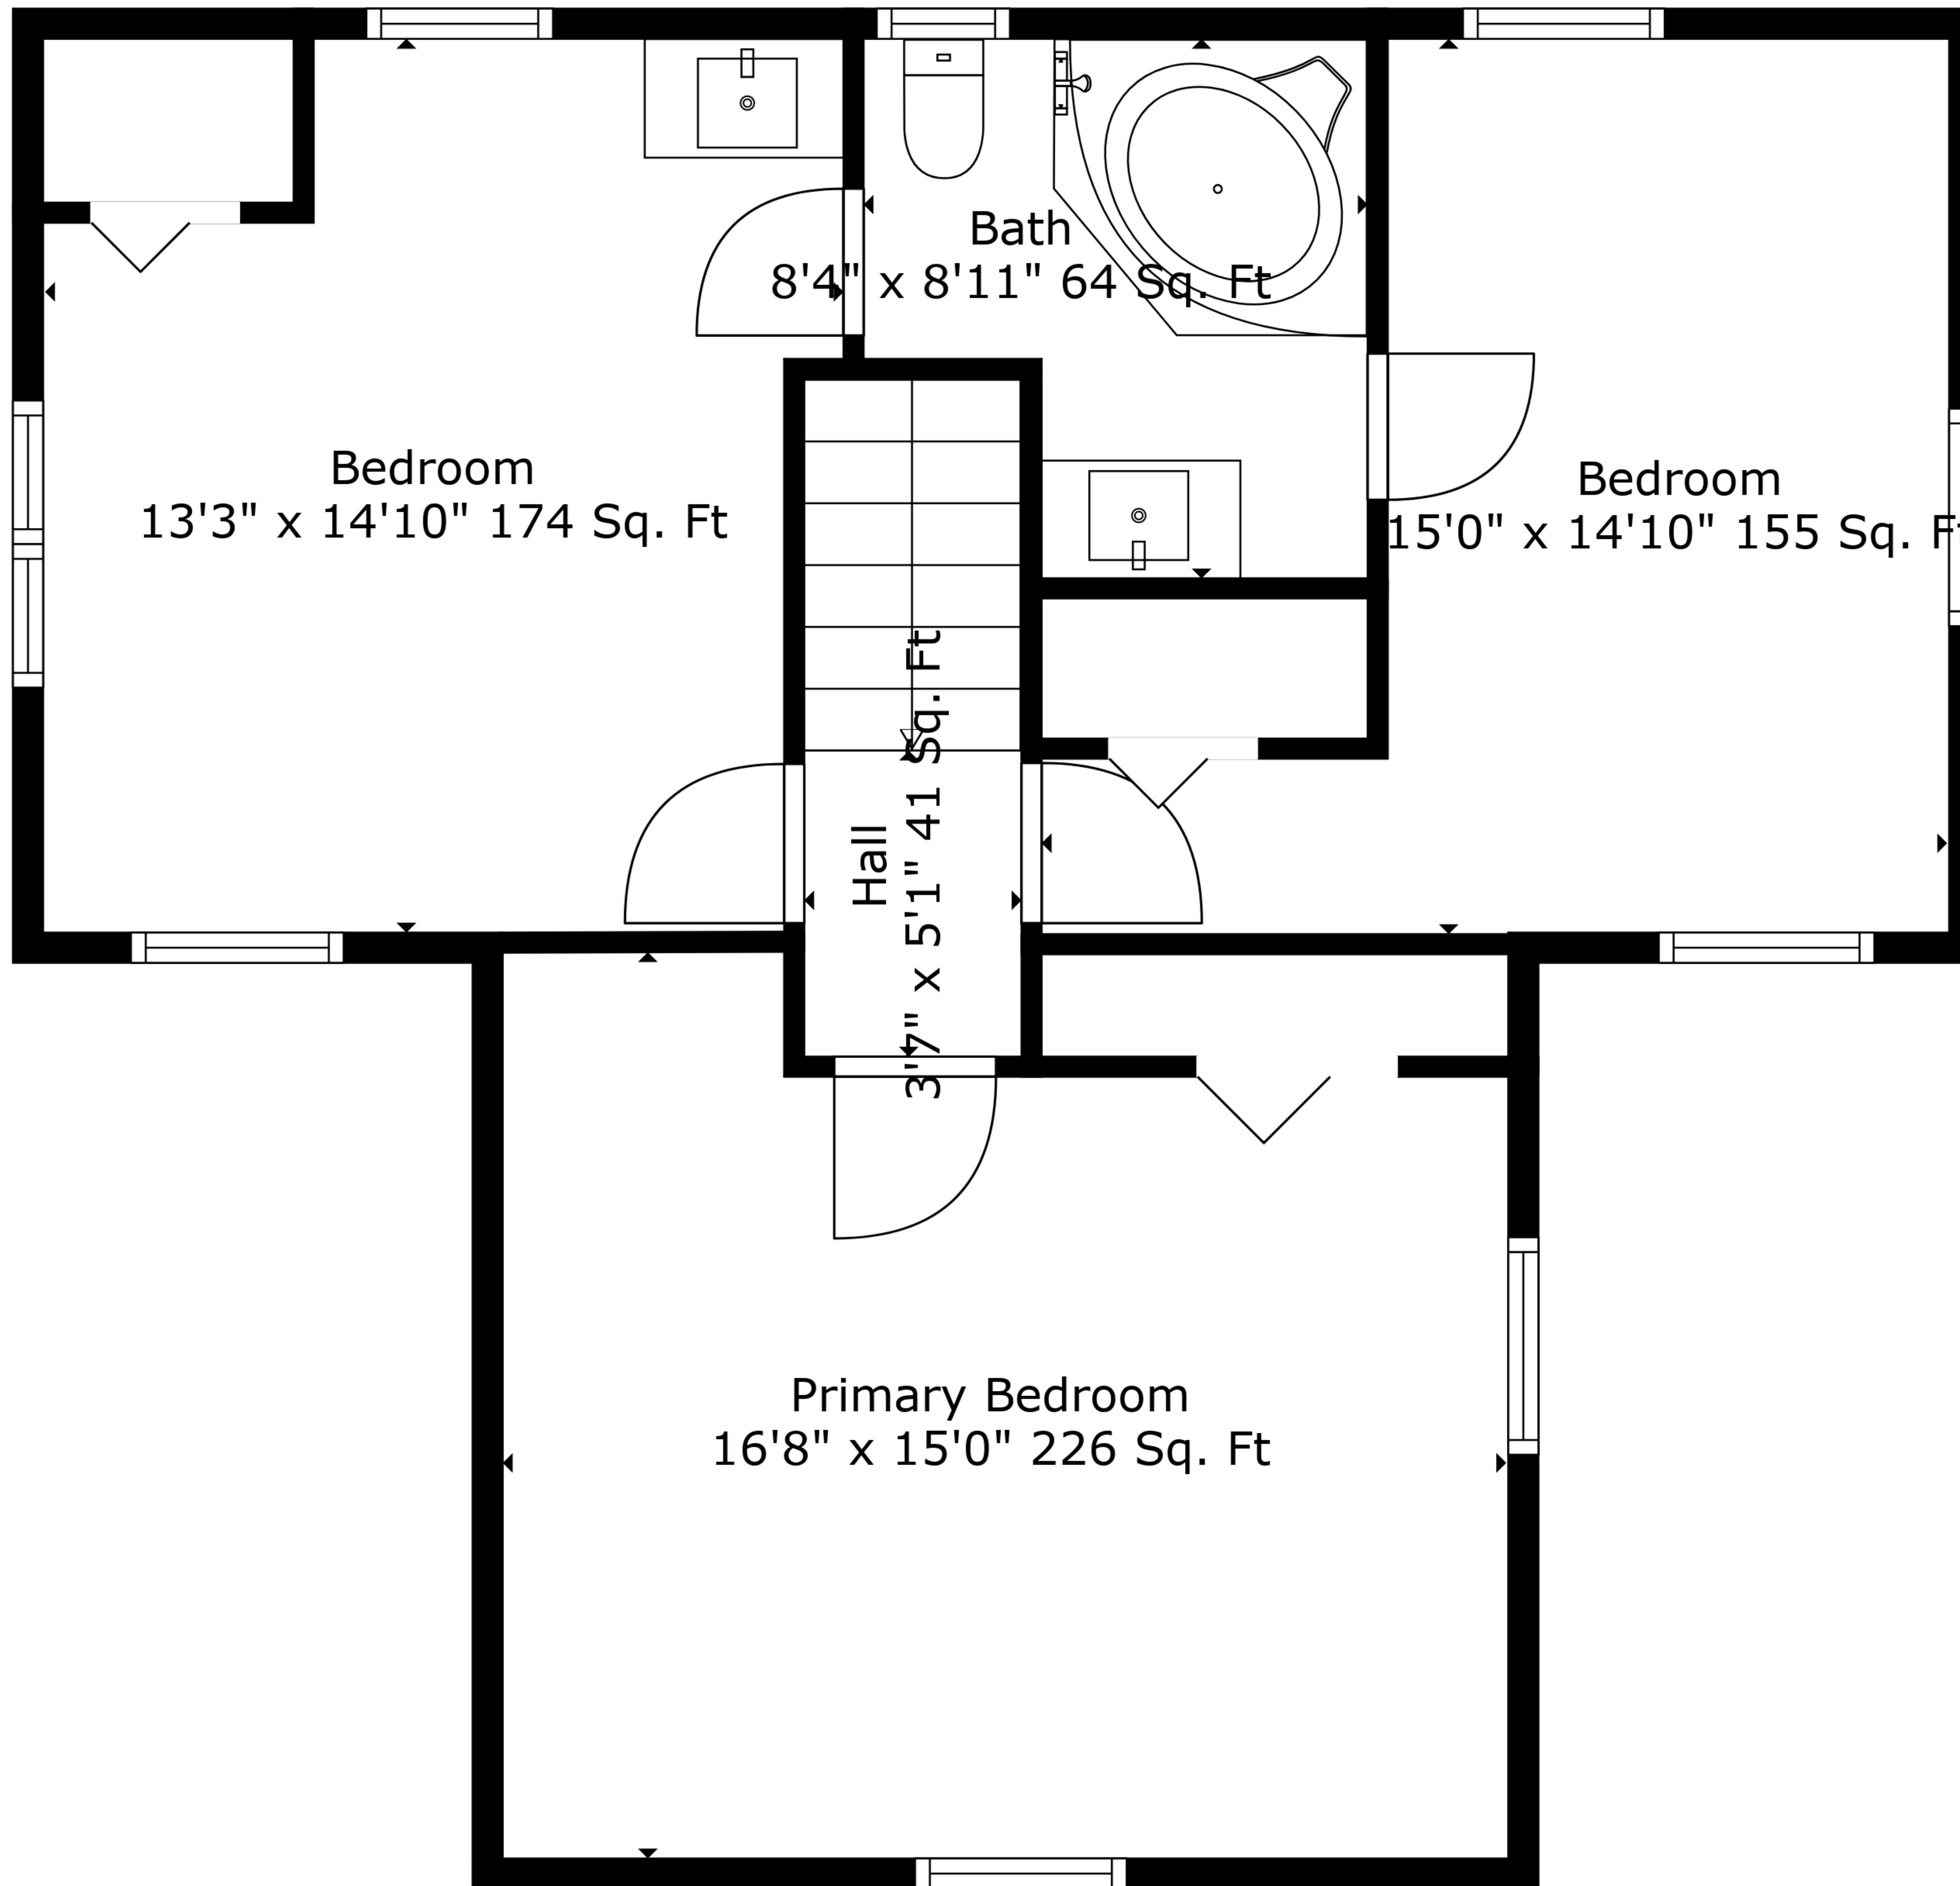 Bath
8'4" x 8'11" 64 Sq. Ft
Bedroom
13'3" x 14'10" 174 Sq. Ft
Bedroom
15'0" x 14'10" 155 Sq. Ft
Hall
3'7" x 5'1" 41 Sq. Ft
Primary Bedroom
16'8" x 15'0" 226 Sq. Ft